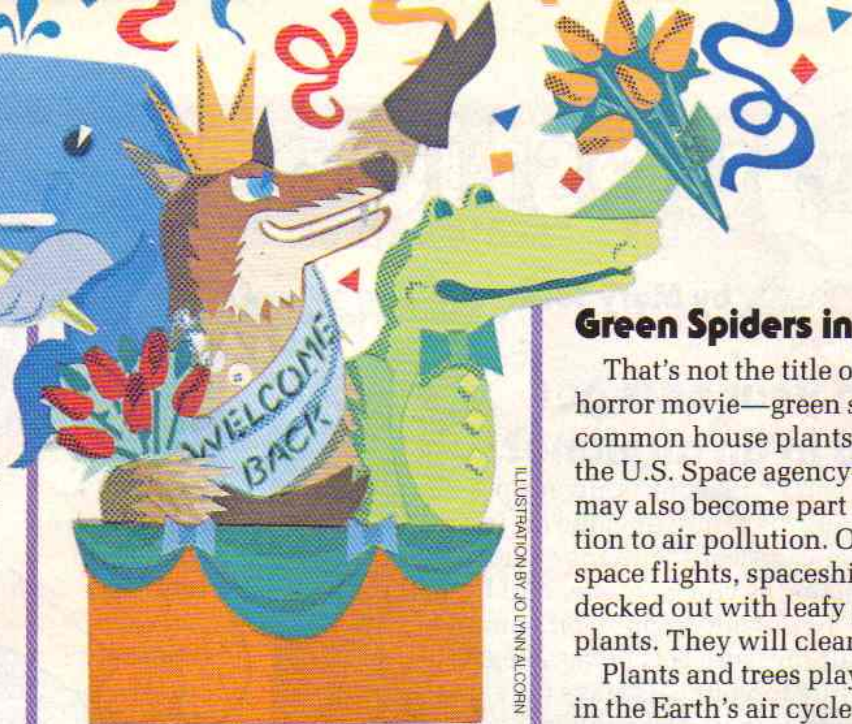 WELCOME
BACK
ILLUSTRATION BY JO LYNN ALCORN
Green Spiders in
That's not the title o
horror movie—green s
common house plants
the U.S. Space agency
may also become part
tion to air pollution. O
space flights, spaceshi
decked out with leafy
plants. They will clean
Plants and trees play
in the Earth's air cycle